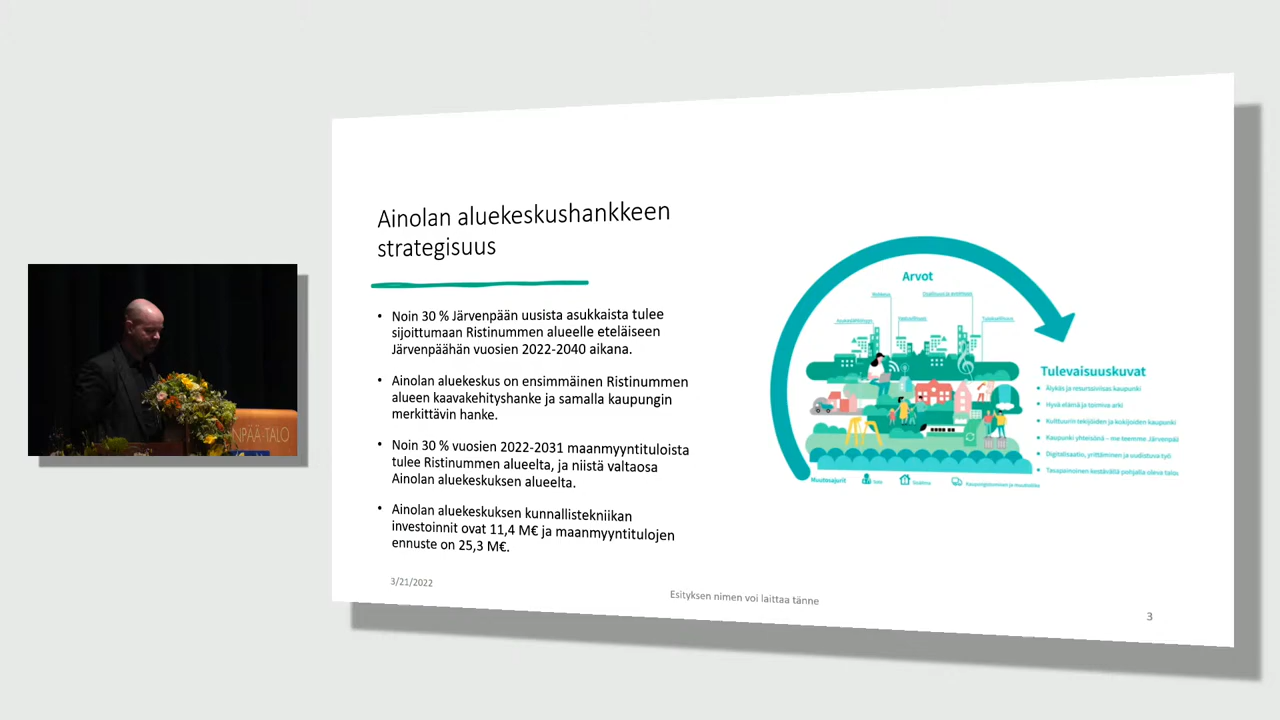 Ainolan aluekeskushankkeen
strategisuus
• Noin 30 % Järvenpään uusista asukkaista tulee
sijoittumaan Ristinummen alueelle eteläiseen
Järvenpäähän vuosien 2022-2040 aikana.
• Ainolan aluekeskus on ensimmäinen Ristinummen
alueen kaavakehityshanke ja samalla kaupungin
merkittävin hanke.
• Noin 30 % vuosien 2022-2031 maanmyyntituloista
tulee Ristinummen alueelta, ja niistä valtaosa
Ainolan aluekeskuksen alueelta.
• Ainolan aluekeskuksen kunnallistekniikan
investoinnit ovat 11,4 M€ ja maanmyyntitulojen
ennuste on 25,3 M€.
Arvot
Tulevaisuuskuvat
• Älykäs ja resurssiviisas kaupunki
• Hyvä elämä ja toimiva arki
• Kulttuurin tekijöiden ja kokijoiden kaupunki
• Kaupunki yhteisönä – me teemme Järvenpää
• Digitalisaatio, yrittäminen ja uudistuva työ
• Tasapainoinen kestävällä pohjalla oleva talous
Muutosajurit
3/21/2022
Esityksen nimen voi laittaa tänne
3
NPÄÄ-TALO